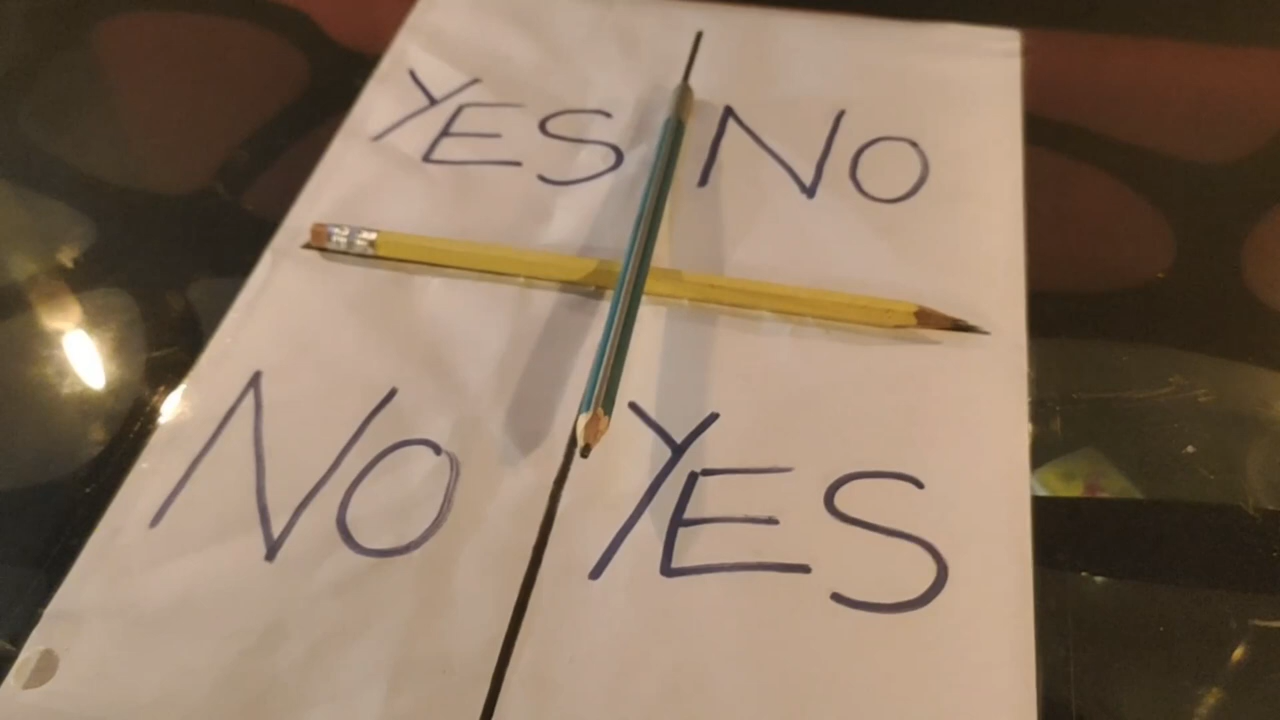 YES NO
NO YES